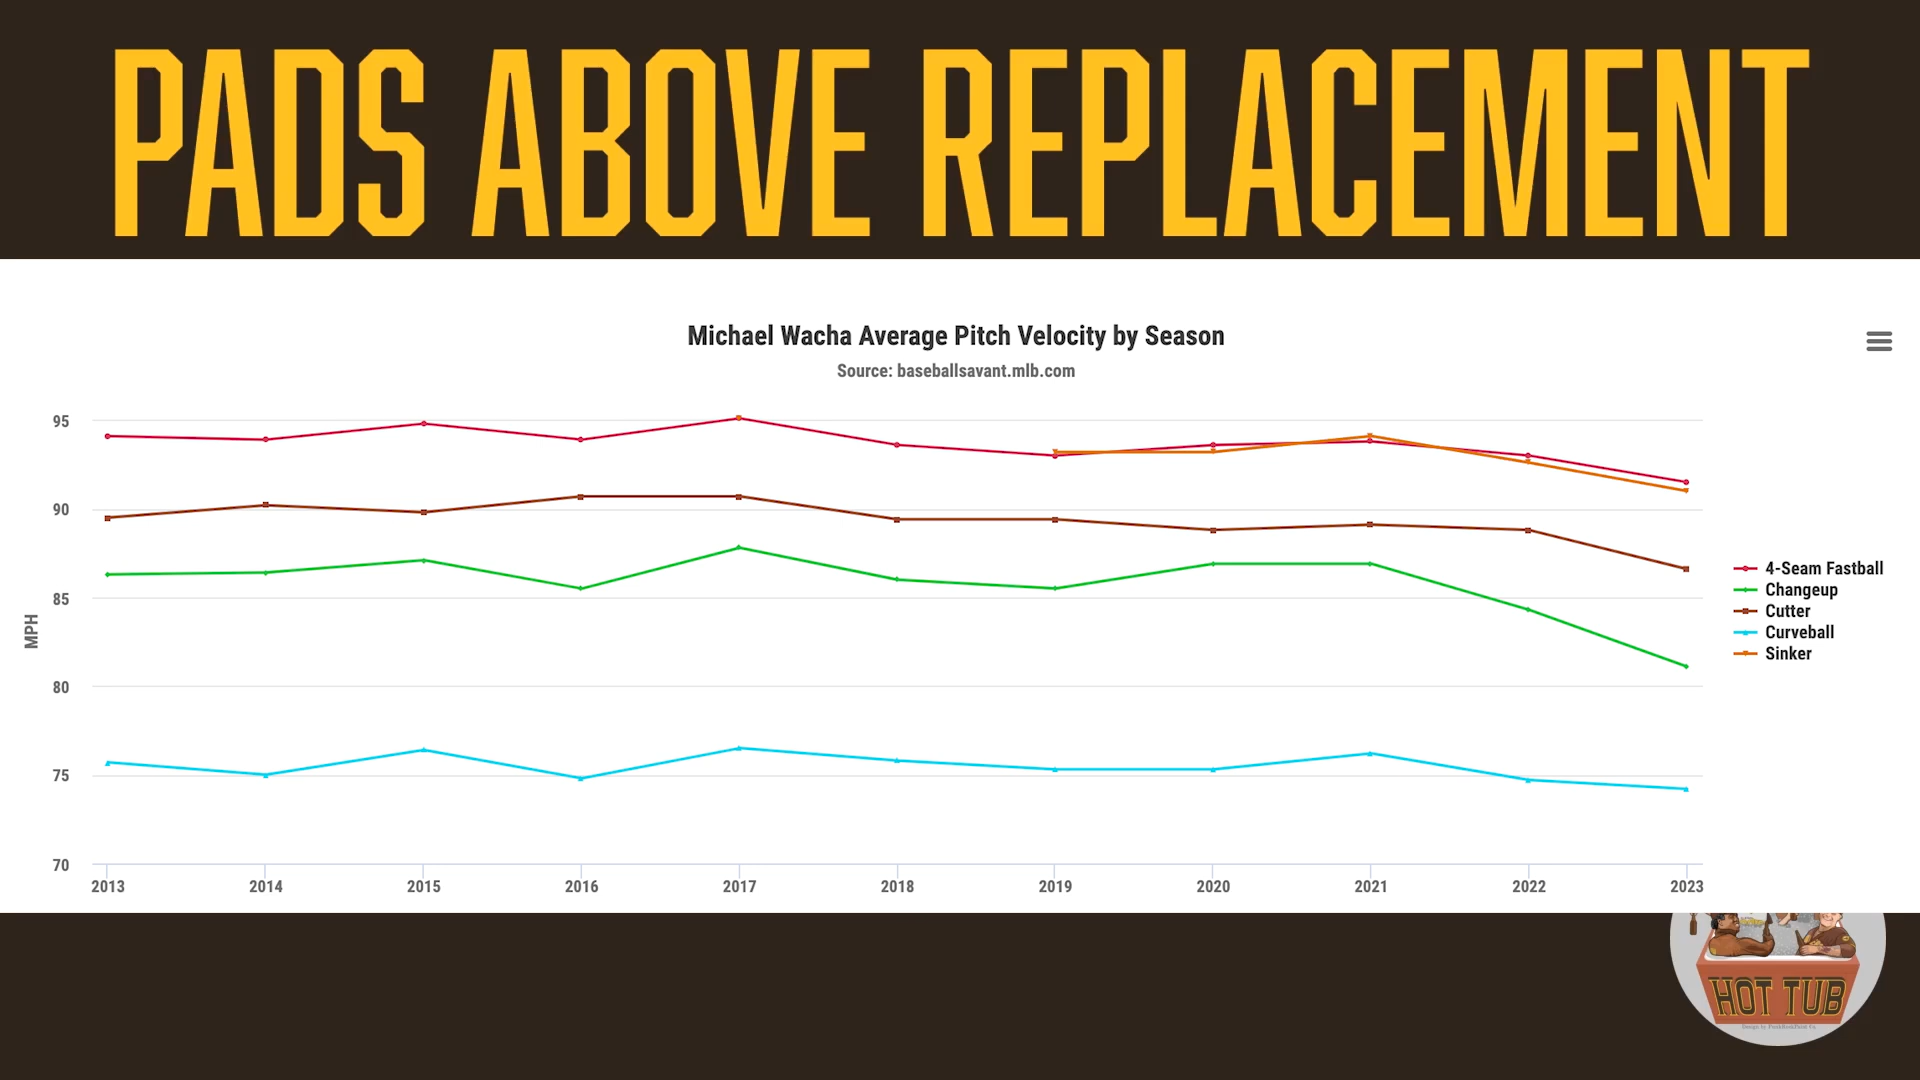 PADS ABOVE REPLACEMENT
Michael Wacha Average Pitch Velocity by Season
Source: baseballsavant.mlb.com
MPH
95
90
85
80
75
70
2013 2014 2015 2016 2017 2018 2019 2020 2021 2022 2023
4-Seam Fastball
Changeup
Cutter
Curveball
Sinker
HOT TUB